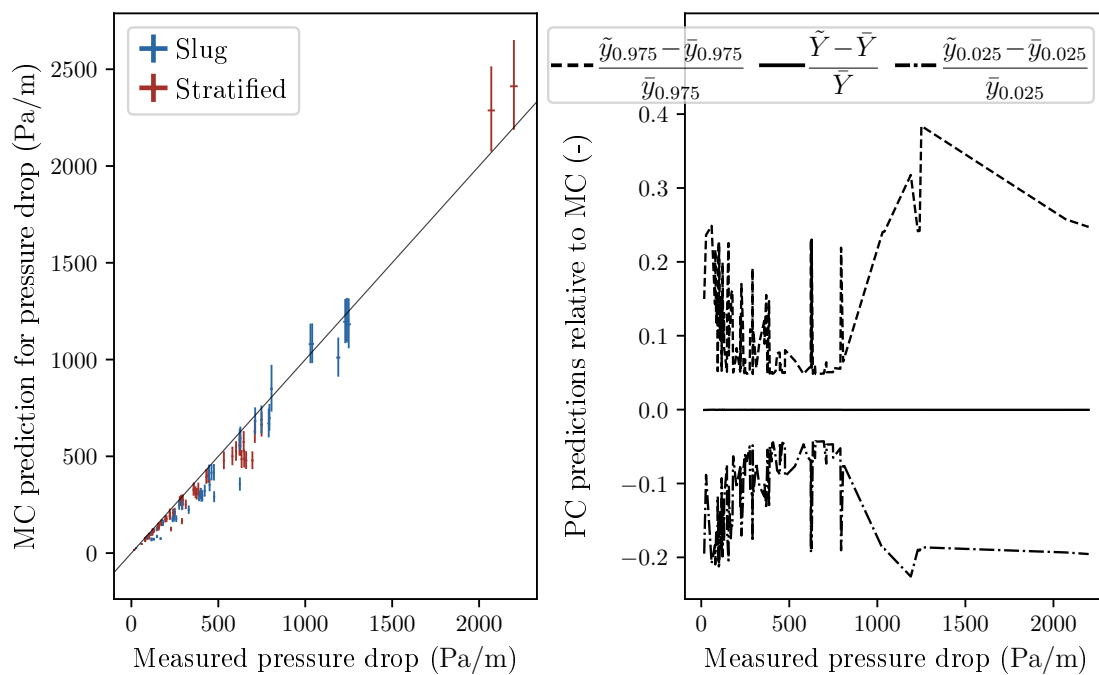 MC prediction for pressure drop (Pa/m)
2500
2000
1500
1000
500
0
Slug
Stratified
0 500 1000 1500 2000
Measured pressure drop (Pa/m)
PC predictions relative to MC (-)
ỹ0.975 − ȳ0.975 / ȳ0.975
Ỹ − Ȳ / Ȳ
ỹ0.025 − ȳ0.025 / ȳ0.025
0.4
0.3
0.2
0.1
0.0
−0.1
−0.2
0 500 1000 1500 2000
Measured pressure drop (Pa/m)